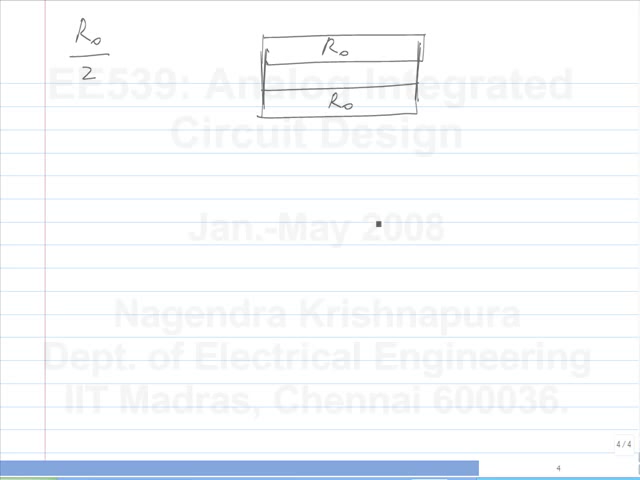 R₀
2
R₀
R₀
EE539: Analog Integrated
Circuit Design
Jan.-May 2008
Nagendra Krishnapura
Dept. of Electrical Engineering
IIT Madras, Chennai 600036.
4 / 4
4